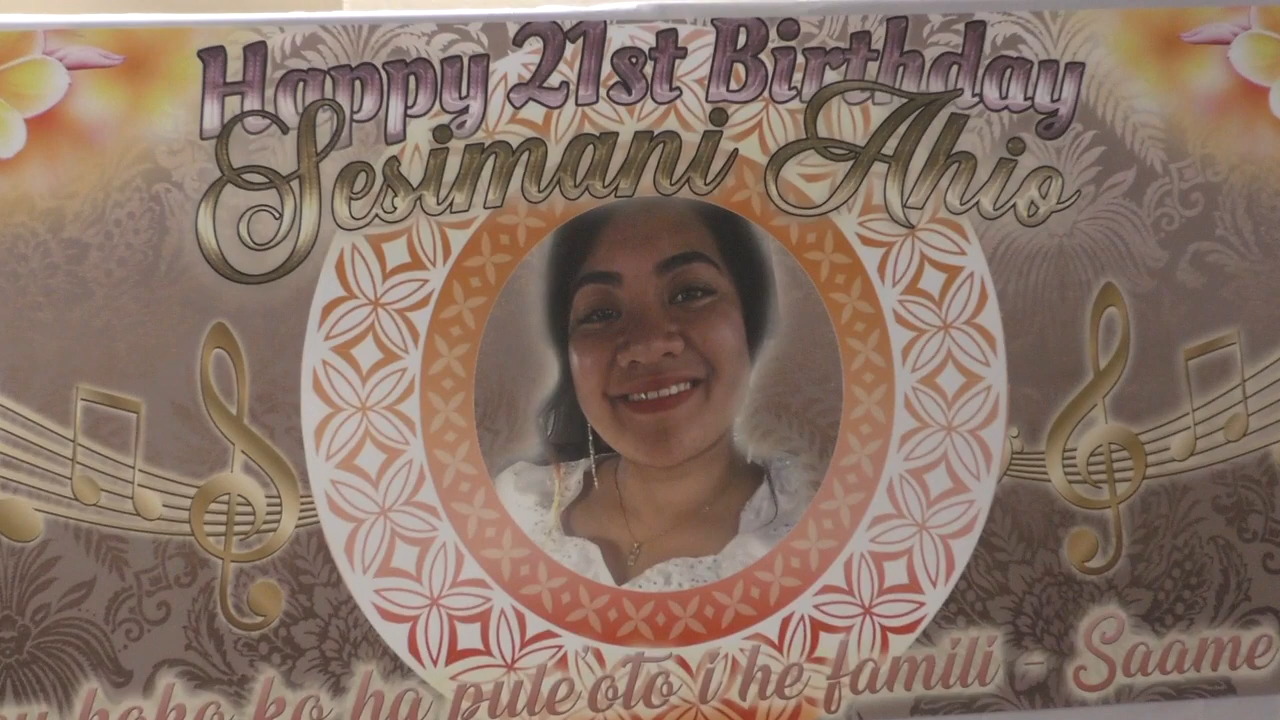 Happy 21st Birthday
Sesimani Ahio
ko ha pule'oto i he famili - Saame